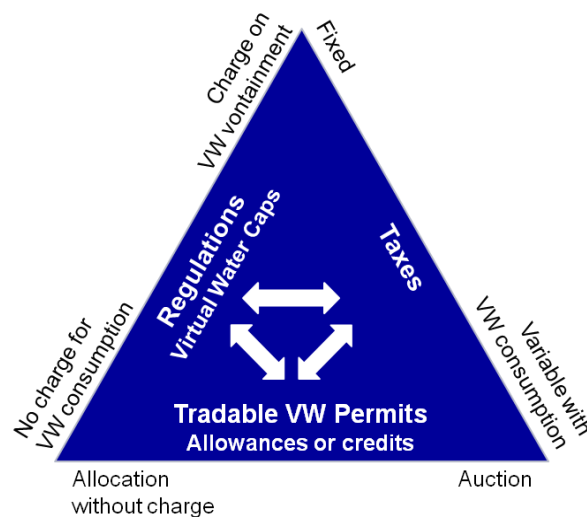 Charge on
VW vontainment
Fixed
Regulations
Virtual Water Caps
Taxes
No charge for
VW consumption
Variable with
VW consumption
Tradable VW Permits
Allowances or credits
Allocation
without charge
Auction